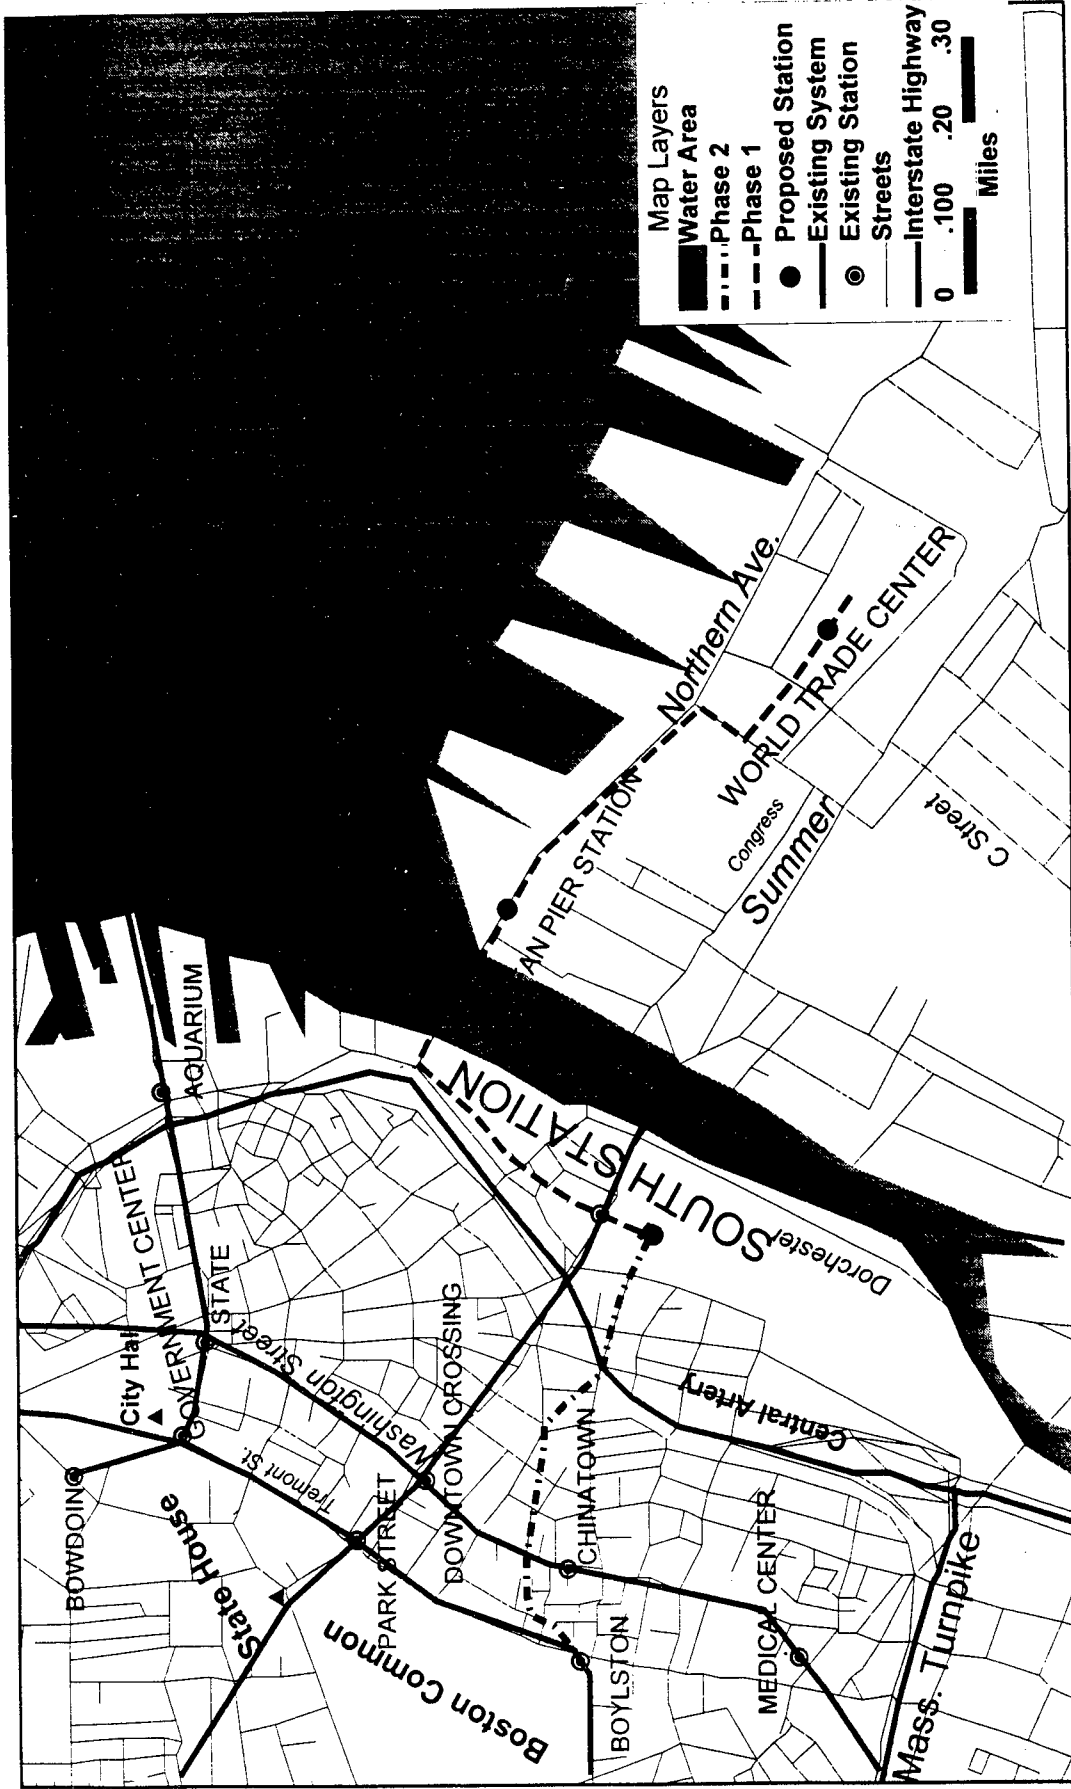 BOWDOIN
City Hall
GOVERNMENT CENTER
STATE
AQUARIUM
State House
Tremont St.
Washington Street
PARK STREET
DOWNTOWN CROSSING
Boston Common
BOYLSTON
CHINATOWN
MEDICAL CENTER
Central Artery
Mass. Turnpike
SOUTH STATION
Dorchester
AN PIER STATION
Northern Ave.
WORLD TRADE CENTER
Congress
Summer
C Street
Map Layers
Water Area
Phase 2
Phase 1
Proposed Station
Existing System
Existing Station
Streets
Interstate Highway
0 .100 .20 .30
Miles